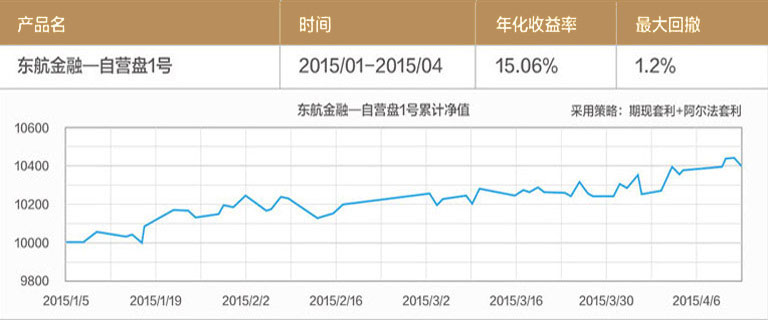 产品名 时间 年化收益率 最大回撤
东航金融—自营盘1号 2015/01-2015/04 15.06% 1.2%
东航金融—自营盘1号累计净值 采用策略：期现套利+阿尔法套利
10600
10400
10200
10000
9800
2015/1/5 2015/1/19 2015/2/2 2015/2/16 2015/3/2 2015/3/16 2015/3/30 2015/4/6